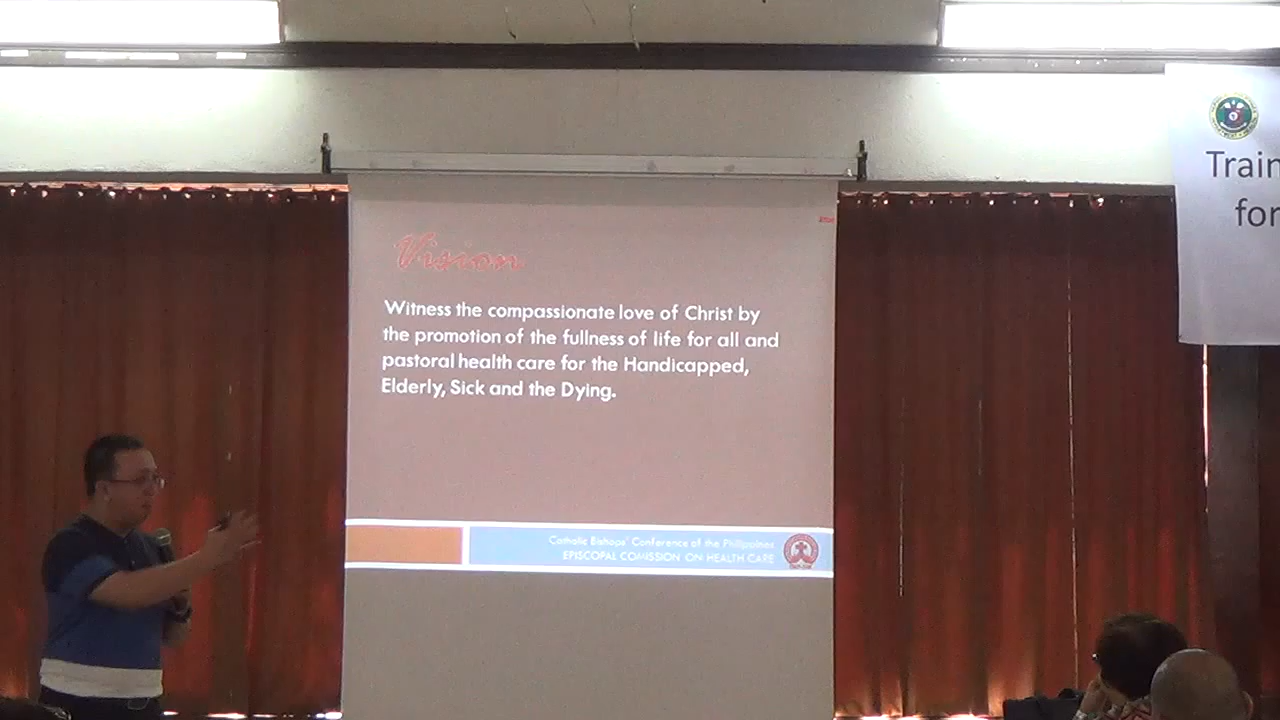 Vision
Witness the compassionate love of Christ by
the promotion of the fullness of life for all and
pastoral health care for the Handicapped,
Elderly, Sick and the Dying.
Catholic Bishops' Conference of the Philippines
EPISCOPAL COMISSION ON HEALTH CARE
Train
for